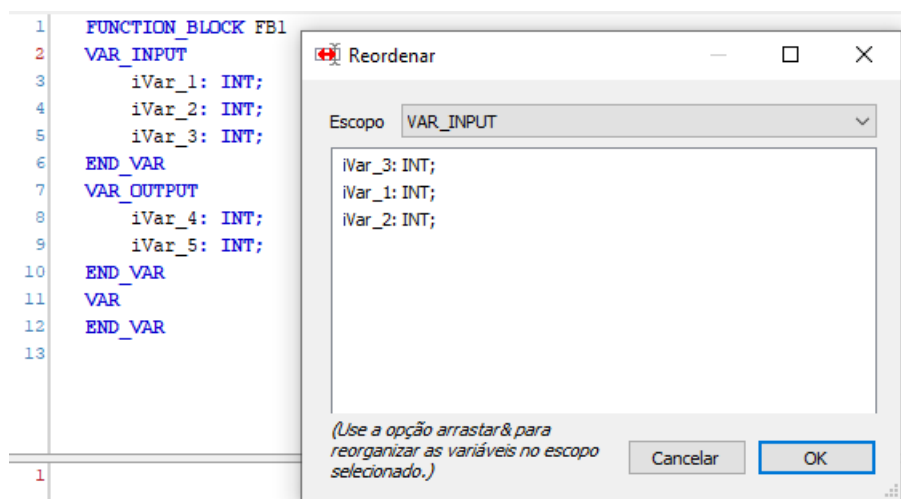 1 FUNCTION_BLOCK FB1
2 VAR_INPUT
3 iVar_1: INT;
4 iVar_2: INT;
5 iVar_3: INT;
6 END_VAR
7 VAR_OUTPUT
8 iVar_4: INT;
9 iVar_5: INT;
10 END_VAR
11 VAR
12 END_VAR
13
1
Reordenar
Escopo VAR_INPUT
iVar_3: INT;
iVar_1: INT;
iVar_2: INT;
(Use a opção arrastar& para
reorganizar as variáveis no escopo
selecionado.)
Cancelar OK